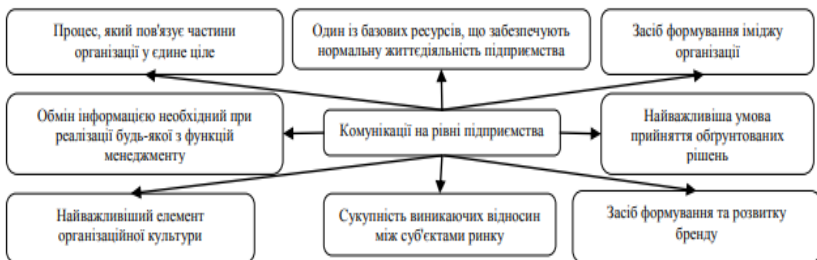 Процес, який пов'язує частини
організації у єдине ціле
Один із базових ресурсів, що забезпечують
нормальну життєдіяльність підприємства
Засіб формування іміджу
організації
Обмін інформацією необхідний при
реалізації будь-якої з функцій
менеджменту
Комунікації на рівні підприємства
Найважливіша умова
прийняття обґрунтованих
рішень
Найважливіший елемент
організаційної культури
Сукупність виникаючих відносин
між суб'єктами ринку
Засіб формування та розвитку
бренду